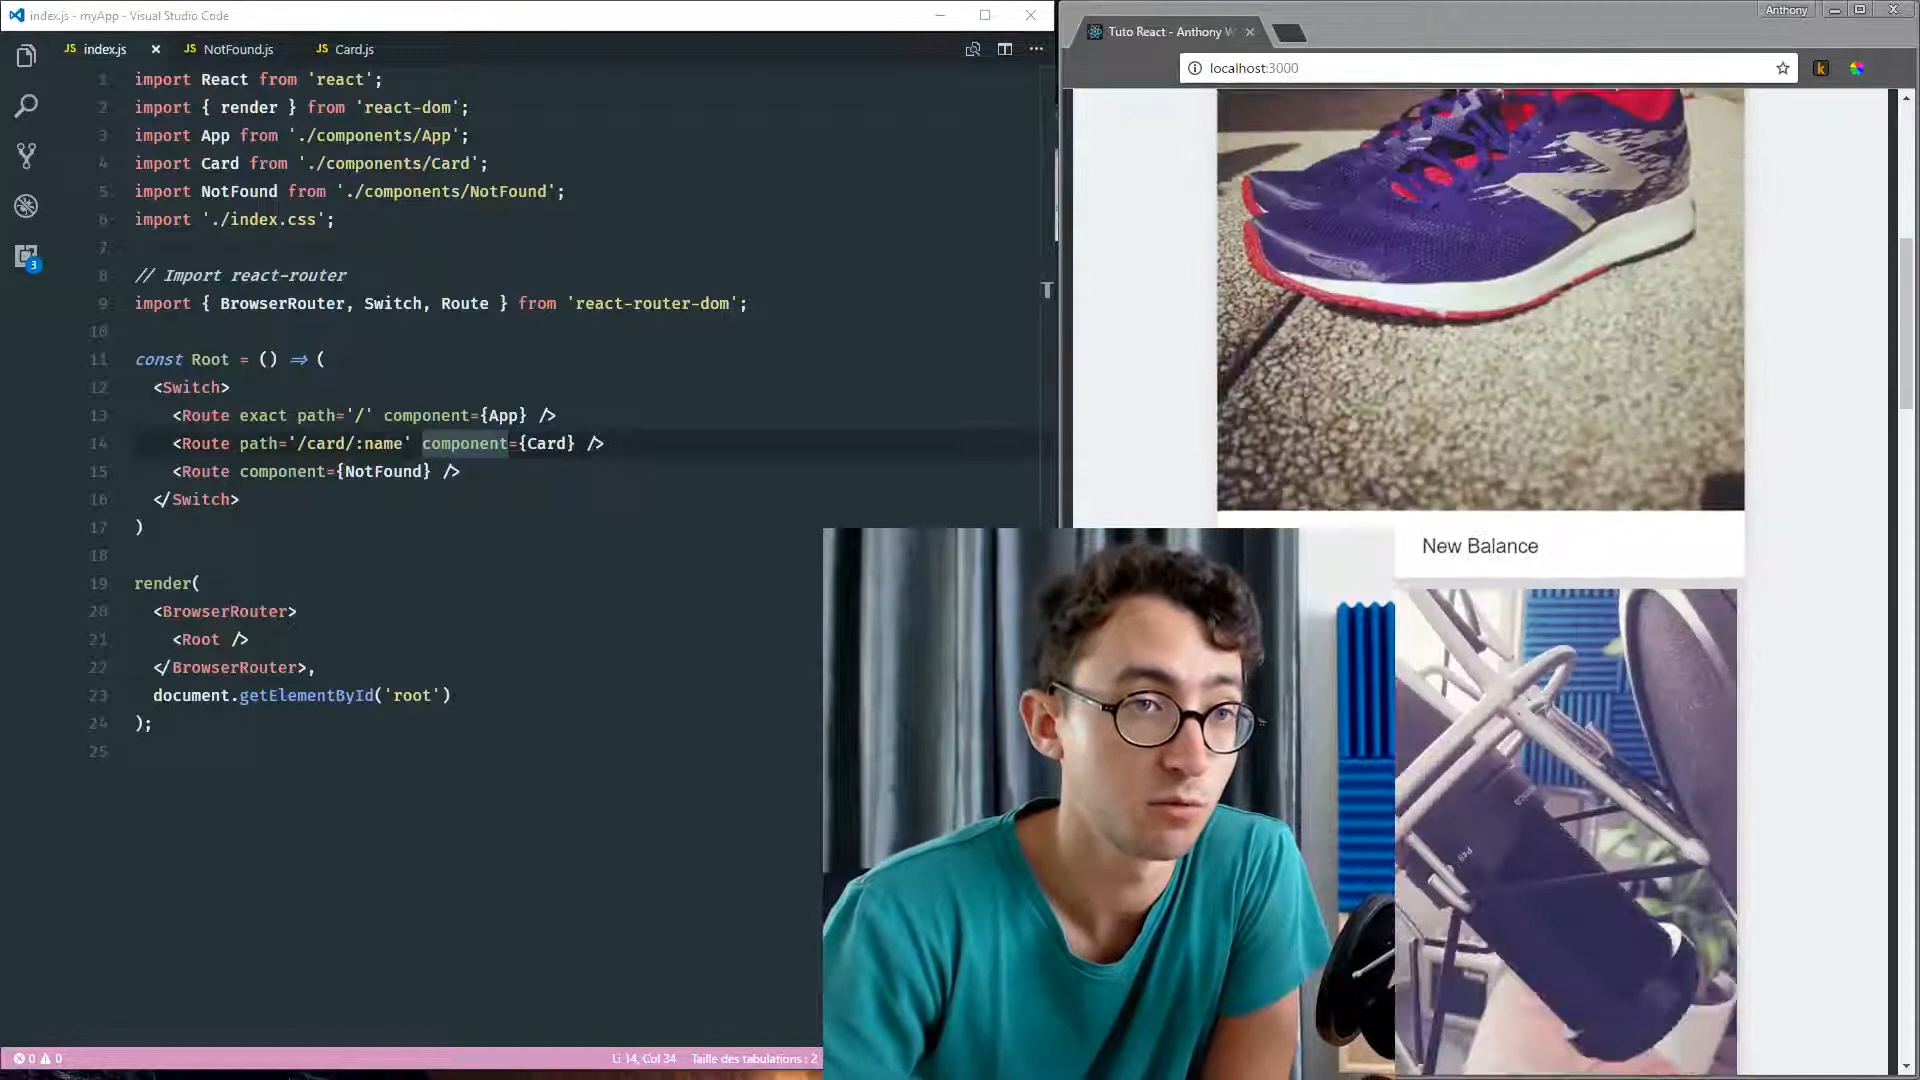 index.js - myApp - Visual Studio Code
JS index.js
JS NotFound.js
JS Card.js
1 import React from 'react';
2 import { render } from 'react-dom';
3 import App from './components/App';
4 import Card from './components/Card';
5 import NotFound from './components/NotFound';
6 import './index.css';
7
8 // Import react-router
9 import { BrowserRouter, Switch, Route } from 'react-router-dom';
10
11 const Root = () => (
12 <Switch>
13 <Route exact path='/' component={App} />
14 <Route path='/card/:name' component={Card} />
15 <Route component={NotFound} />
16 </Switch>
17 )
18
19 render(
20 <BrowserRouter>
21 <Root />
22 </BrowserRouter>,
23 document.getElementById('root')
24 );
25
3
0 0
Li 14, Col 34
Taille des tabulations : 2
Anthony
Tuto React - Anthony W
localhost:3000
k
N
New Balance
P48